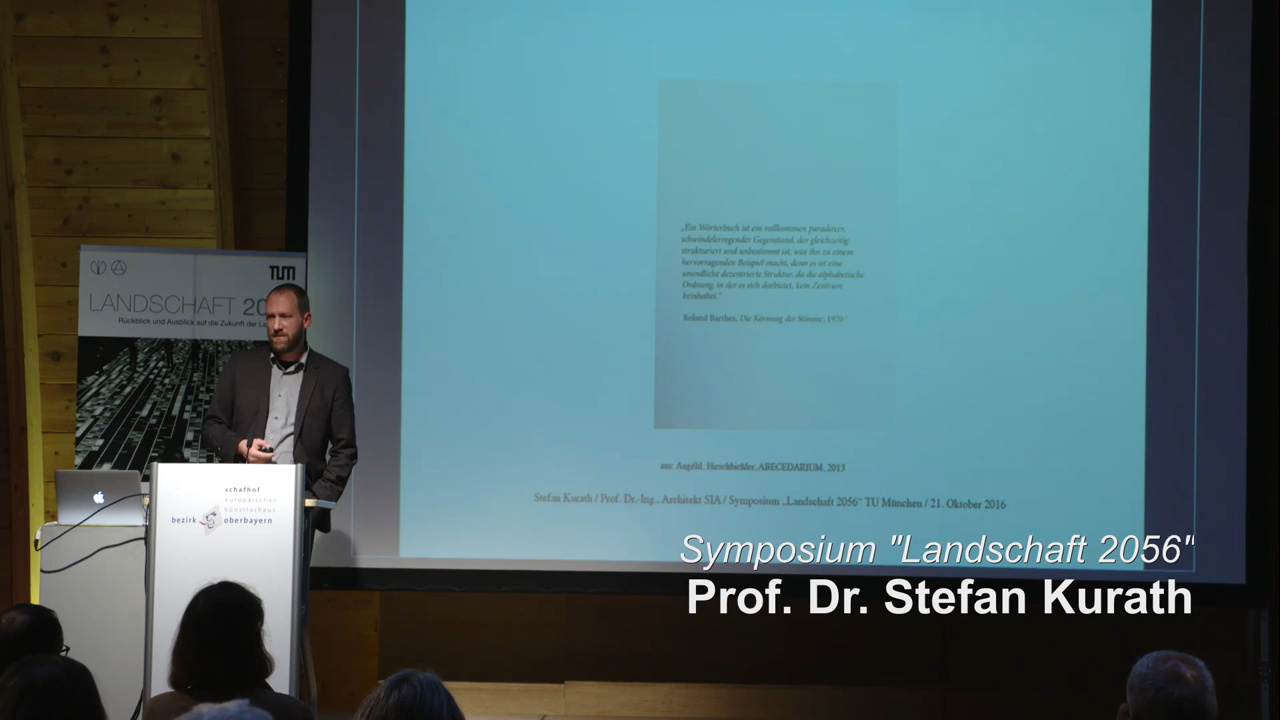 „Ein Wörterbuch ist ein vollkommen paradoxer,
schwindelerregender Gegenstand, der gleichzeitig
strukturiert und unbestimmt ist; was ihn zu einem
hervorragenden Beispiel macht, denn es ist eine
unendliche dezentrierte Struktur, da die alphabetische
Ordnung, in der es sich darbietet, kein Zentrum
beinhaltet.“
Roland Barthes, Die Körnung der Stimme, 1970
aus: Angélil, Hirschbichler, ABECEDARIUM, 2013
Stefan Kurath / Prof. Dr.-Ing., Architekt SIA / Symposium „Landschaft 2056“ TU München / 21. Oktober 2016
TUM
LANDSCHAFT 20
Rückblick und Ausblick auf die Zukunft der La
schafhof
europäisches
künstlerhaus
bezirk oberbayern
Symposium "Landschaft 2056"
Prof. Dr. Stefan Kurath